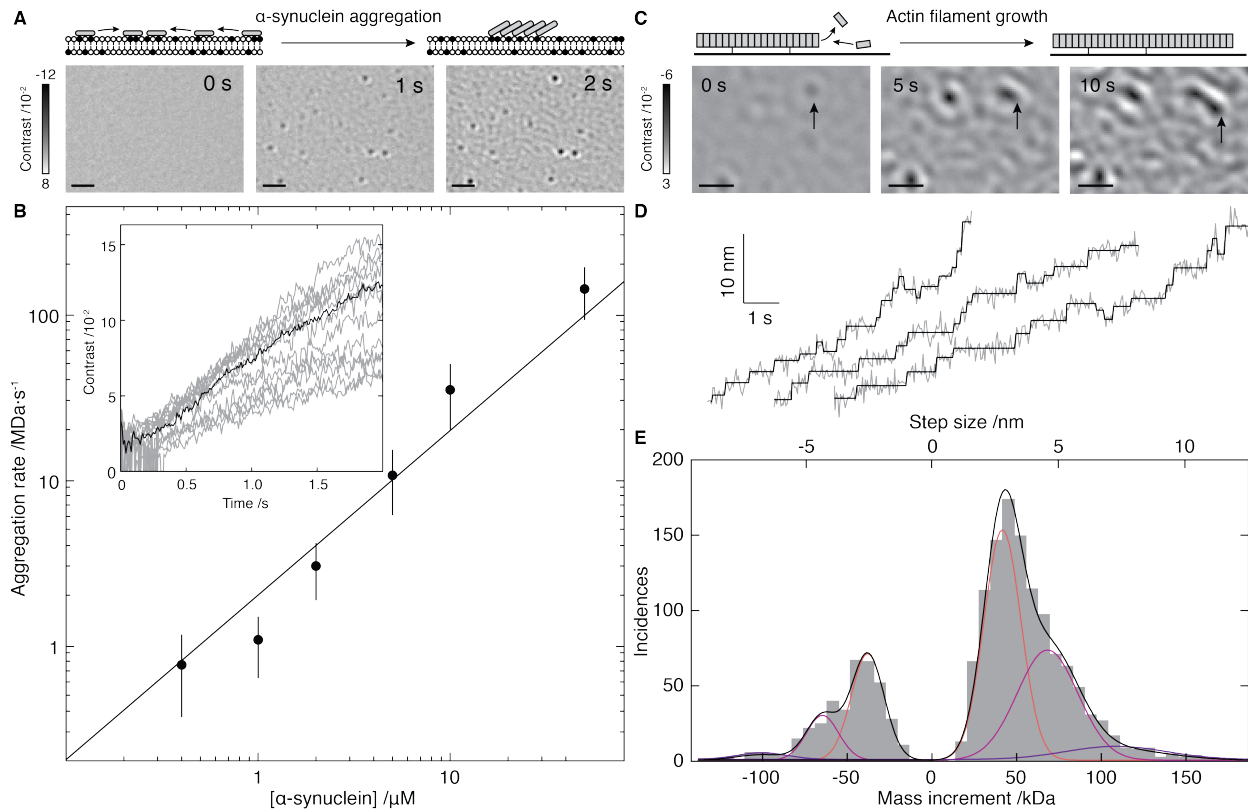 A
α-synuclein aggregation
-12
Contrast /10⁻²
8
0 s
1 s
2 s
B
100
10
1
Aggregation rate /MDa·s⁻¹
1
10
[α-synuclein] /µM
15
10
5
0
Contrast /10⁻²
0
0.5
1.0
1.5
Time /s
C
Actin filament growth
-6
Contrast /10⁻²
3
0 s
5 s
10 s
D
10 nm
1 s
E
Step size /nm
-5
0
5
10
200
150
100
50
0
Incidences
-100
-50
0
50
100
150
Mass increment /kDa